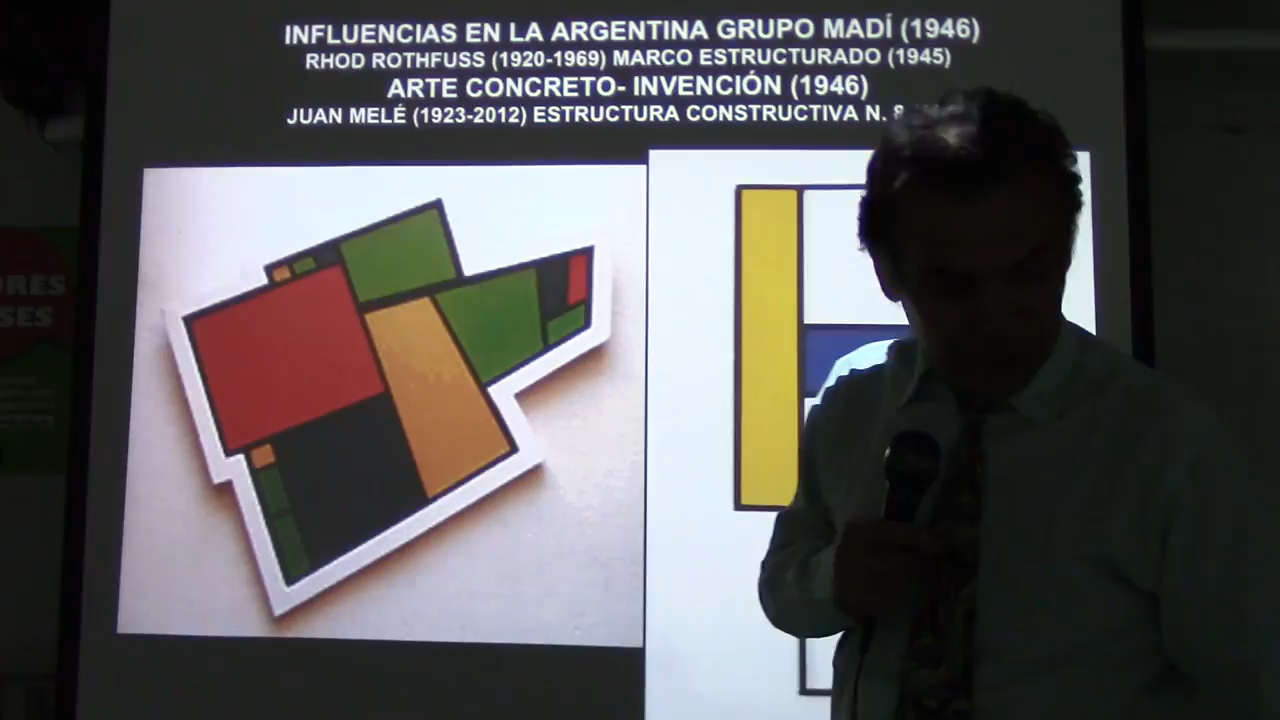 INFLUENCIAS EN LA ARGENTINA GRUPO MADÍ (1946)
RHOD ROTHFUSS (1920-1969) MARCO ESTRUCTURADO (1945)
ARTE CONCRETO- INVENCIÓN (1946)
JUAN MELÉ (1923-2012) ESTRUCTURA CONSTRUCTIVA N.